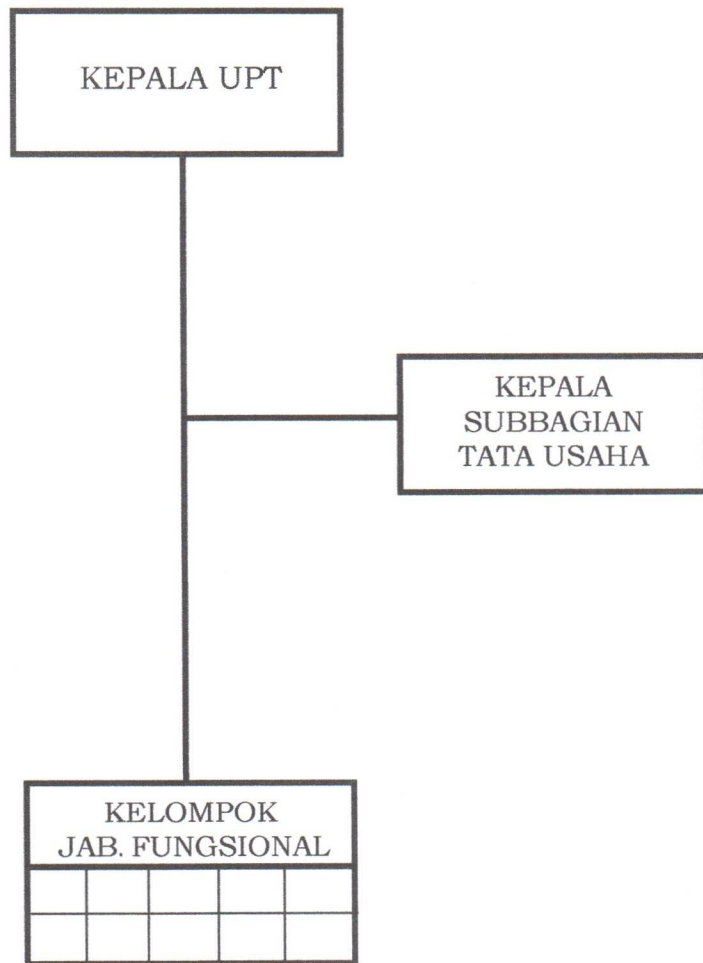 KEPALA UPT
KEPALA
SUBBAGIAN
TATA USAHA
KELOMPOK
JAB. FUNGSIONAL